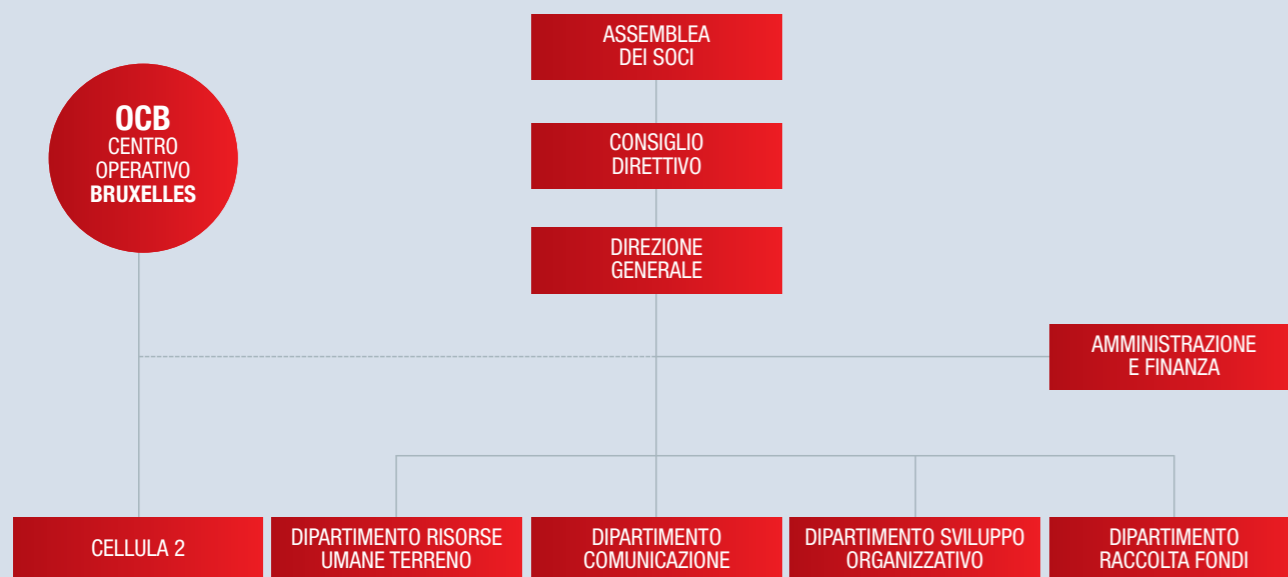 ASSEMBLEA
DEI SOCI
OCB
CENTRO
OPERATIVO
BRUXELLES
CONSIGLIO
DIRETTIVO
DIREZIONE
GENERALE
AMMINISTRAZIONE
E FINANZA
CELLULA 2
DIPARTIMENTO RISORSE
UMANE TERRENO
DIPARTIMENTO
COMUNICAZIONE
DIPARTIMENTO SVILUPPO
ORGANIZZATIVO
DIPARTIMENTO
RACCOLTA FONDI